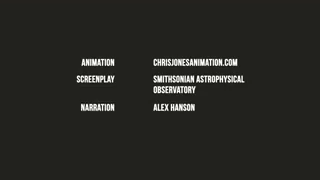 ANIMATION CHRISJONESANIMATION.COM
SCREENPLAY SMITHSONIAN ASTROPHYSICAL
OBSERVATORY
NARRATION ALEX HANSON